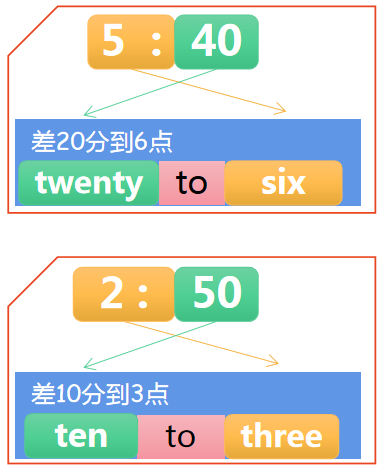 5 : 40
差20分到6点
twenty to six
2 : 50
差10分到3点
ten to three